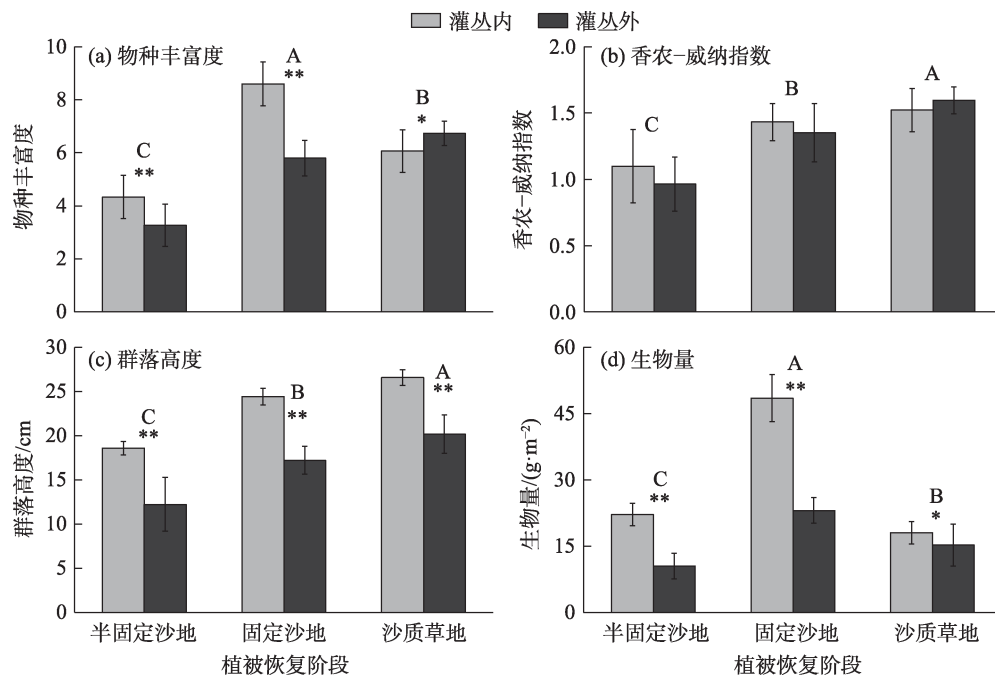 灌丛内 灌丛外
(a) 物种丰富度
物种丰富度
10
8
6
4
2
0
C
**
A
**
B
*
(b) 香农−威纳指数
香农−威纳指数
2.0
1.5
1.0
0.5
0.0
C
B
A
(c) 群落高度
群落高度/cm
30
25
20
15
10
5
0
C
**
B
**
A
**
半固定沙地 固定沙地 沙质草地
植被恢复阶段
(d) 生物量
生物量/(g·m⁻²)
60
45
30
15
0
C
**
A
**
B
*
半固定沙地 固定沙地 沙质草地
植被恢复阶段